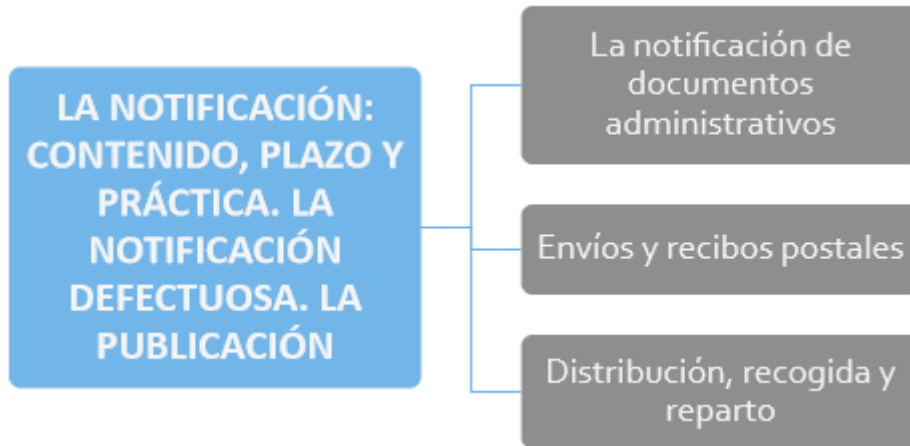 LA NOTIFICACIÓN:
CONTENIDO, PLAZO Y
PRÁCTICA. LA
NOTIFICACIÓN
DEFECTUOSA. LA
PUBLICACIÓN
La notificación de
documentos
administrativos
Envíos y recibos postales
Distribución, recogida y
reparto